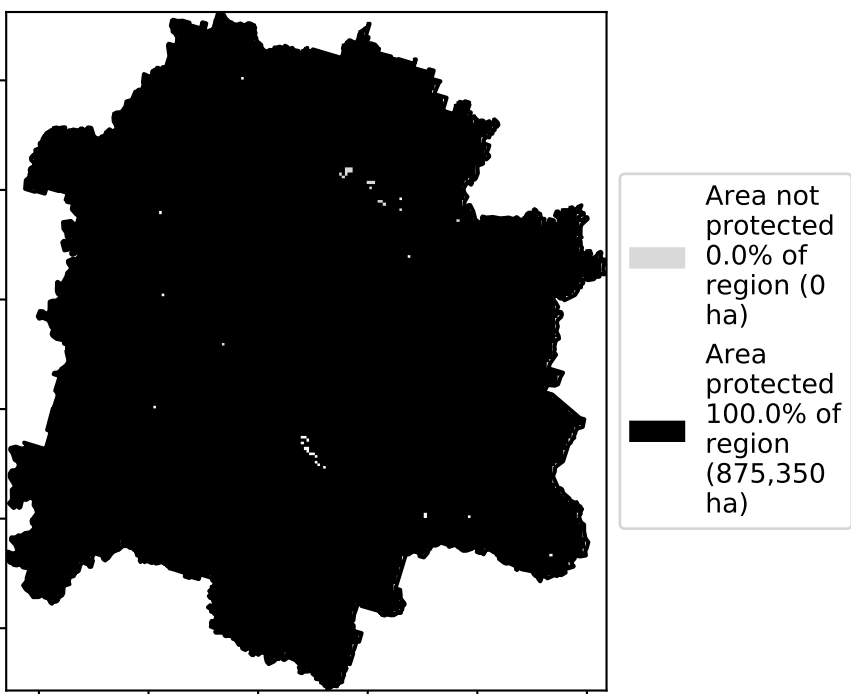 Area not
protected
0.0% of
region (0
ha)
Area
protected
100.0% of
region
(875,350
ha)